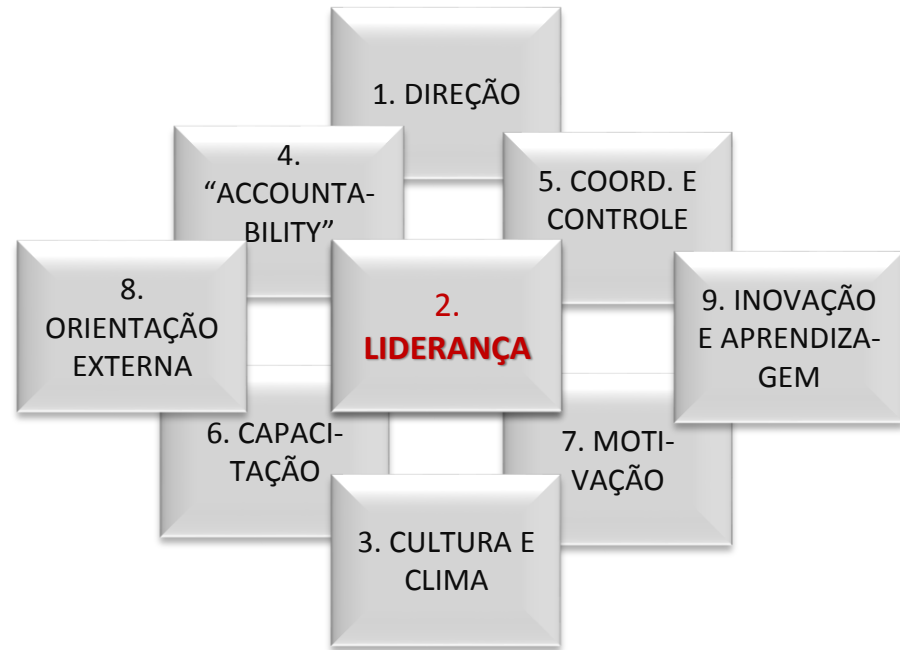 1. DIREÇÃO
4.
“ACCOUNTA-
BILITY”
5. COORD. E
CONTROLE
8.
ORIENTAÇÃO
EXTERNA
2.
LIDERANÇA
9. INOVAÇÃO
E APRENDIZA-
GEM
6. CAPACI-
TAÇÃO
7. MOTI-
VAÇÃO
3. CULTURA E
CLIMA